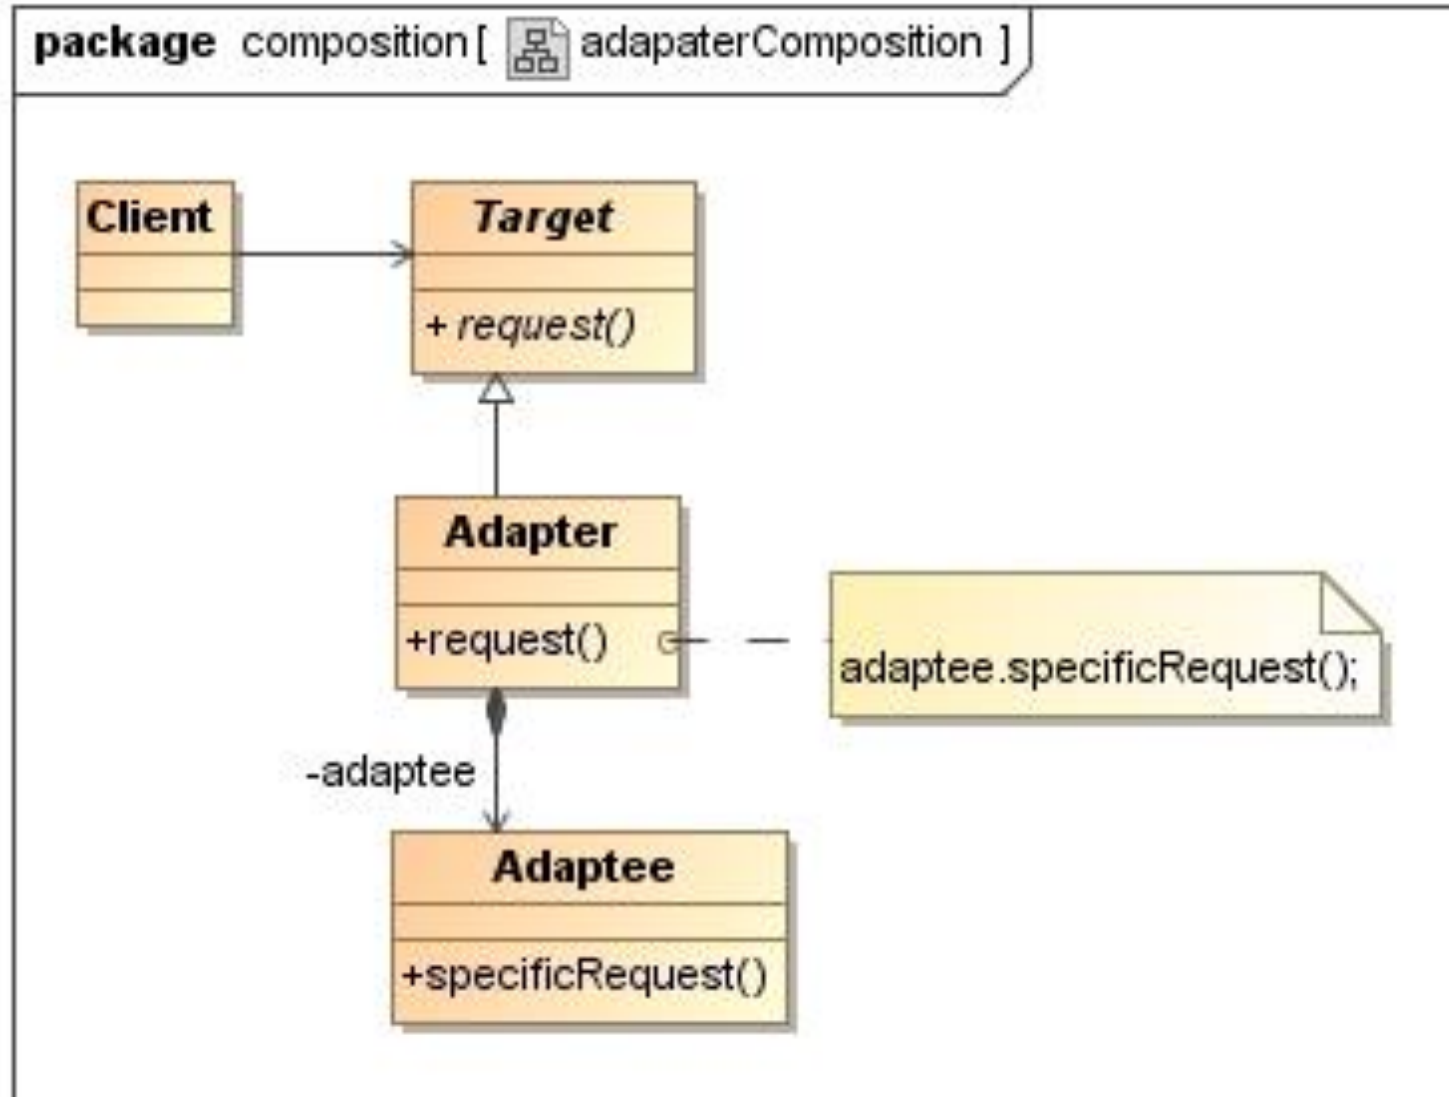 package composition[ adapaterComposition ]
Client
Target
+ request()
Adapter
+request()
adaptee.specificRequest();
-adaptee
Adaptee
+specificRequest()